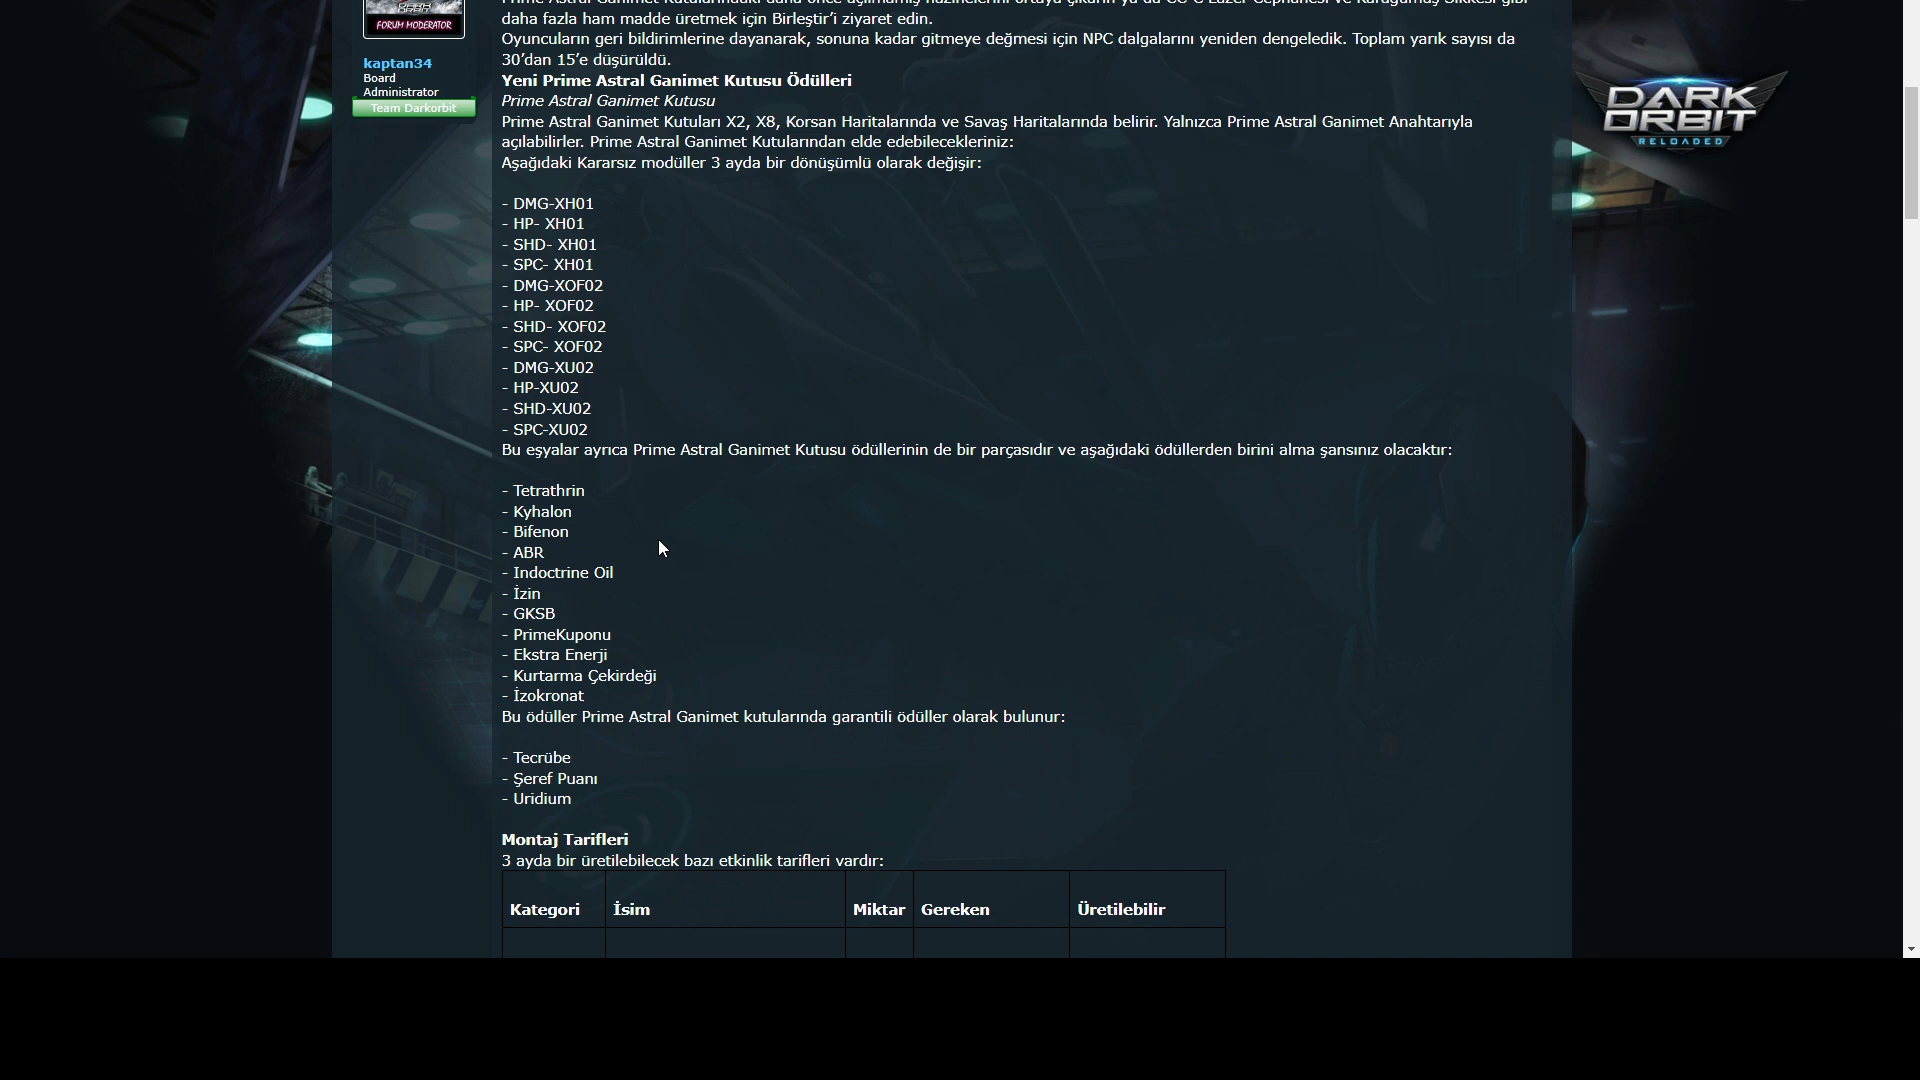 daha fazla ham madde üretmek için Birleştir’i ziyaret edin.
Oyuncuların geri bildirimlerine dayanarak, sonuna kadar gitmeye değmesi için NPC dalgalarını yeniden dengeledik. Toplam yarık sayısı da
30’dan 15’e düşürüldü.
Yeni Prime Astral Ganimet Kutusu Ödülleri
Prime Astral Ganimet Kutusu
Prime Astral Ganimet Kutuları X2, X8, Korsan Haritalarında ve Savaş Haritalarında belirir. Yalnızca Prime Astral Ganimet Anahtarıyla
açılabilirler. Prime Astral Ganimet Kutularından elde edebilecekleriniz:
Aşağıdaki Kararsız modüller 3 ayda bir dönüşümlü olarak değişir:
- DMG-XH01
- HP- XH01
- SHD- XH01
- SPC- XH01
- DMG-XOF02
- HP- XOF02
- SHD- XOF02
- SPC- XOF02
- DMG-XU02
- HP-XU02
- SHD-XU02
- SPC-XU02
Bu eşyalar ayrıca Prime Astral Ganimet Kutusu ödüllerinin de bir parçasıdır ve aşağıdaki ödüllerden birini alma şansınız olacaktır:
- Tetrathrin
- Kyhalon
- Bifenon
- ABR
- Indoctrine Oil
- İzin
- GKSB
- PrimeKuponu
- Ekstra Enerji
- Kurtarma Çekirdeği
- İzokronat
Bu ödüller Prime Astral Ganimet kutularında garantili ödüller olarak bulunur:
- Tecrübe
- Şeref Puanı
- Uridium
Montaj Tarifleri
3 ayda bir üretilebilecek bazı etkinlik tarifleri vardır:
Kategori İsim Miktar Gereken Üretilebilir
FORUM MODERATOR
kaptan34
Board
Administrator
Team Darkorbit
DARK
ORBIT
RELOADED